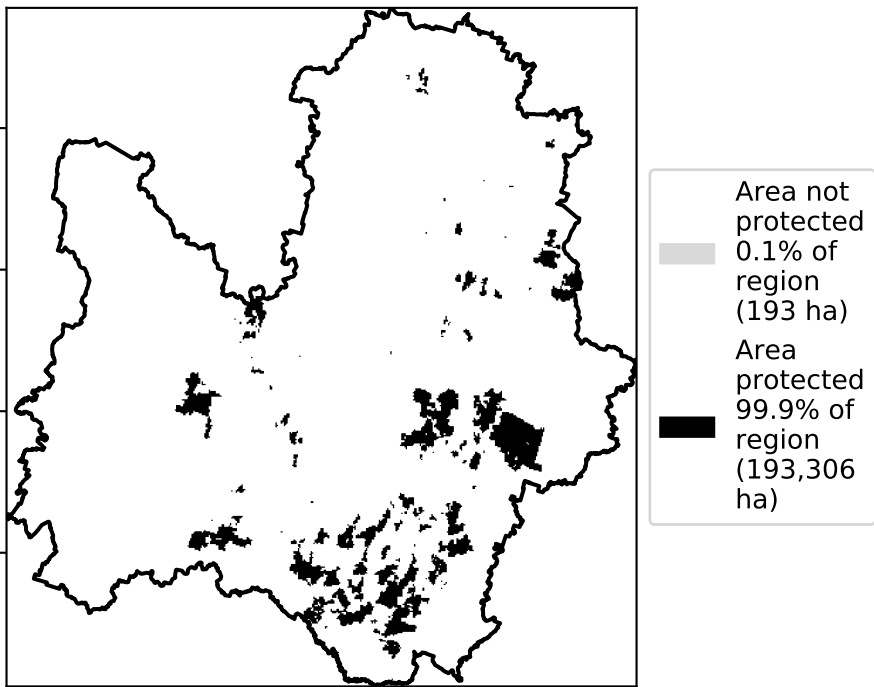 Area not
protected
0.1% of
region
(193 ha)
Area
protected
99.9% of
region
(193,306
ha)